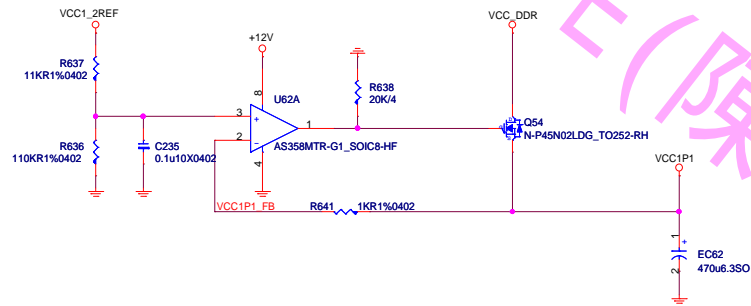 VCC1_2REF
R637
11KR1%0402
R636
110KR1%0402
C235
0.1u10X0402
+12V
U62A
8
3
+
1
2
-
4
AS358MTR-G1_SOIC8-HF
R638
20K/4
VCC_DDR
Q54
N-P45N02LDG_TO252-RH
VCC1P1_FB
R641
1KR1%0402
VCC1P1
1
+
2
EC62
470u6.3SO
(陳